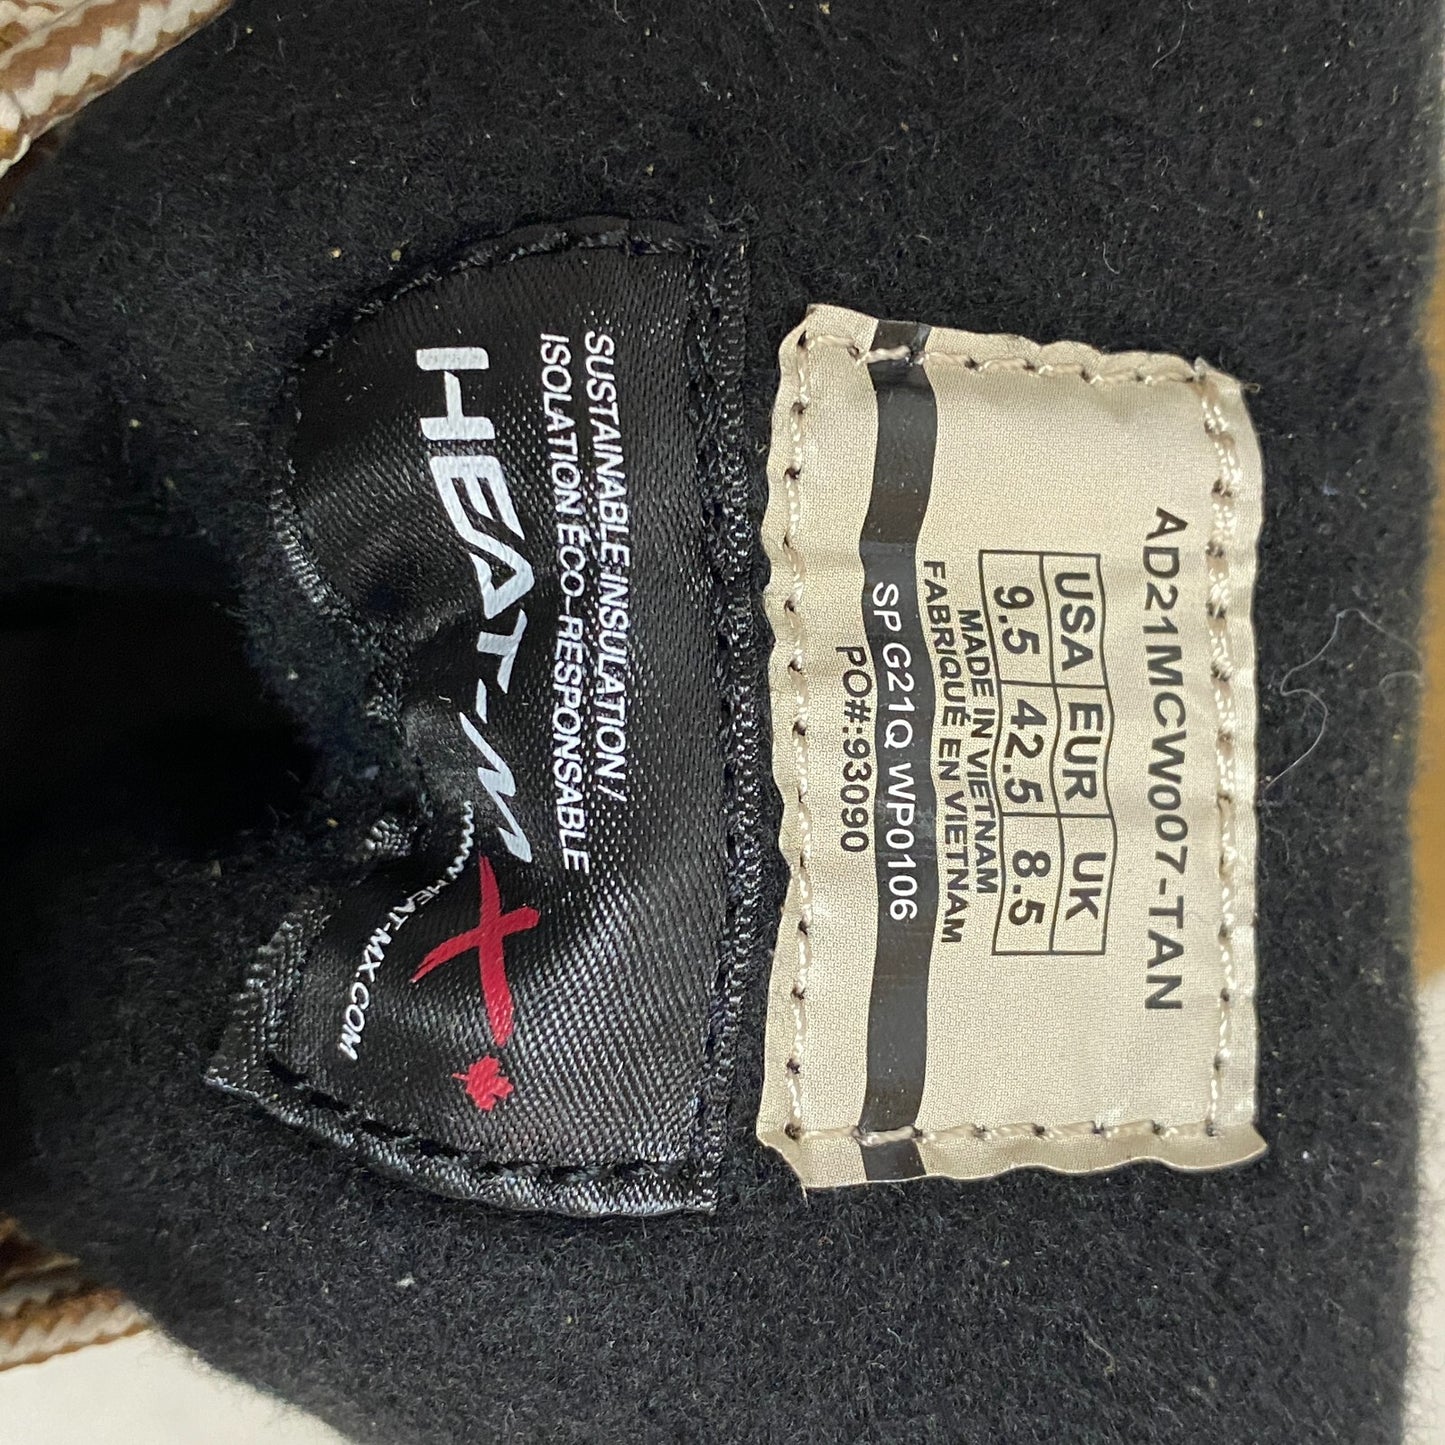 AD21MCW007-TAN
USA EUR UK
9.5 42.5 8.5
MADE IN VIETNAM
FABRIQUÉ EN VIETNAM
SP G21Q WP0106
PO#:93090
SUSTAINABLE INSULATION /
ISOLATION ÉCO-RESPONSABLE
HEAT-MX
WWW.HEAT-MX.COM